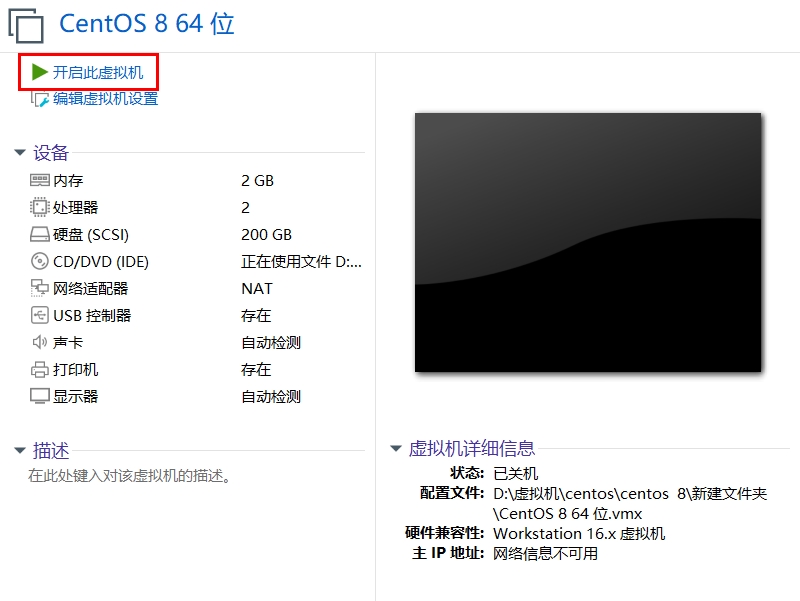 CentOS 8 64 位
开启此虚拟机
编辑虚拟机设置
设备
内存 2 GB
处理器 2
硬盘 (SCSI) 200 GB
CD/DVD (IDE) 正在使用文件 D:...
网络适配器 NAT
USB 控制器 存在
声卡 自动检测
打印机 存在
显示器 自动检测
描述
在此处键入对该虚拟机的描述。
虚拟机详细信息
状态: 已关机
配置文件: D:\虚拟机\centos\centos 8\新建文件夹
\CentOS 8 64 位.vmx
硬件兼容性: Workstation 16.x 虚拟机
主 IP 地址: 网络信息不可用